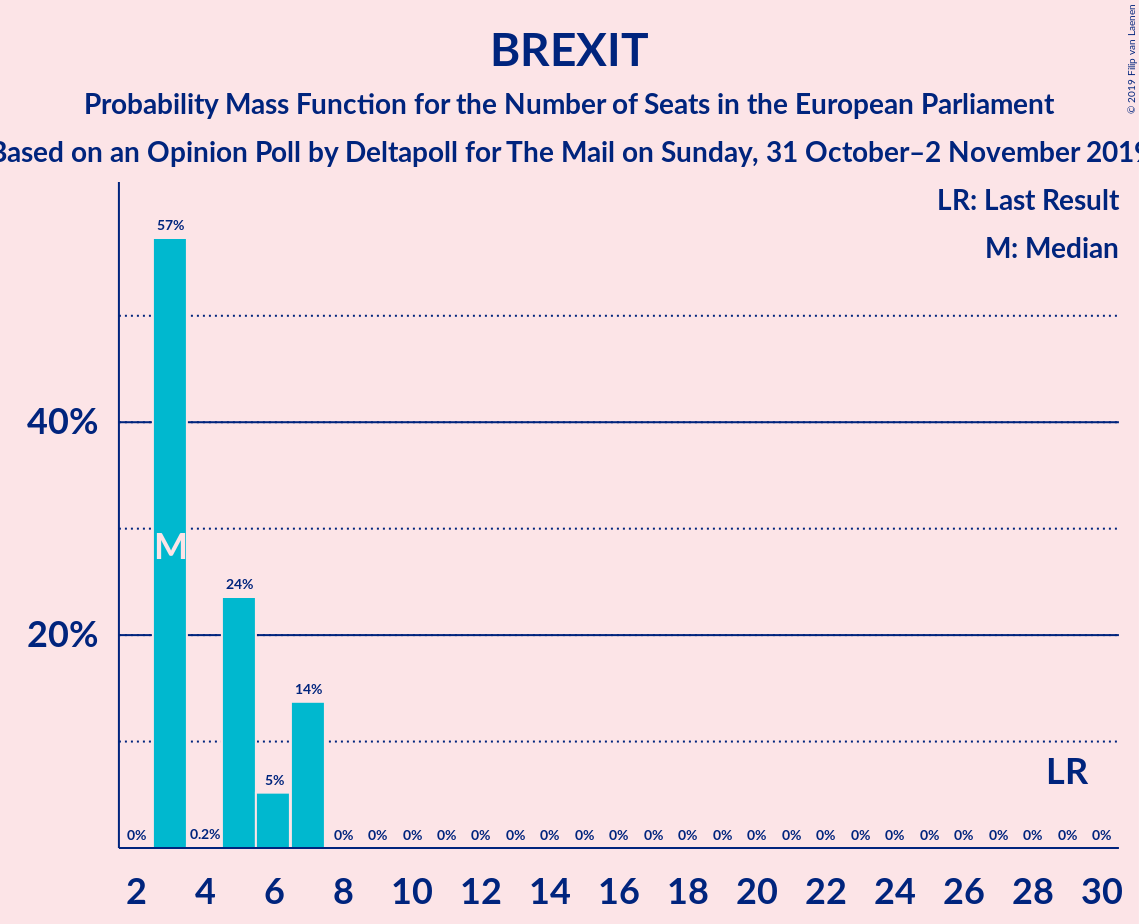 BREXIT
Probability Mass Function for the Number of Seats in the European Parliament
Based on an Opinion Poll by Deltapoll for The Mail on Sunday, 31 October–2 November 2019
© 2019 Filip van Laenen
LR: Last Result
M: Median
57%
40%
M
24%
20%
14%
LR
5%
0% 0.2% 0% 0% 0% 0% 0% 0% 0% 0% 0% 0% 0% 0% 0% 0% 0% 0% 0% 0% 0% 0% 0% 0% 0%
2 4 6 8 10 12 14 16 18 20 22 24 26 28 30